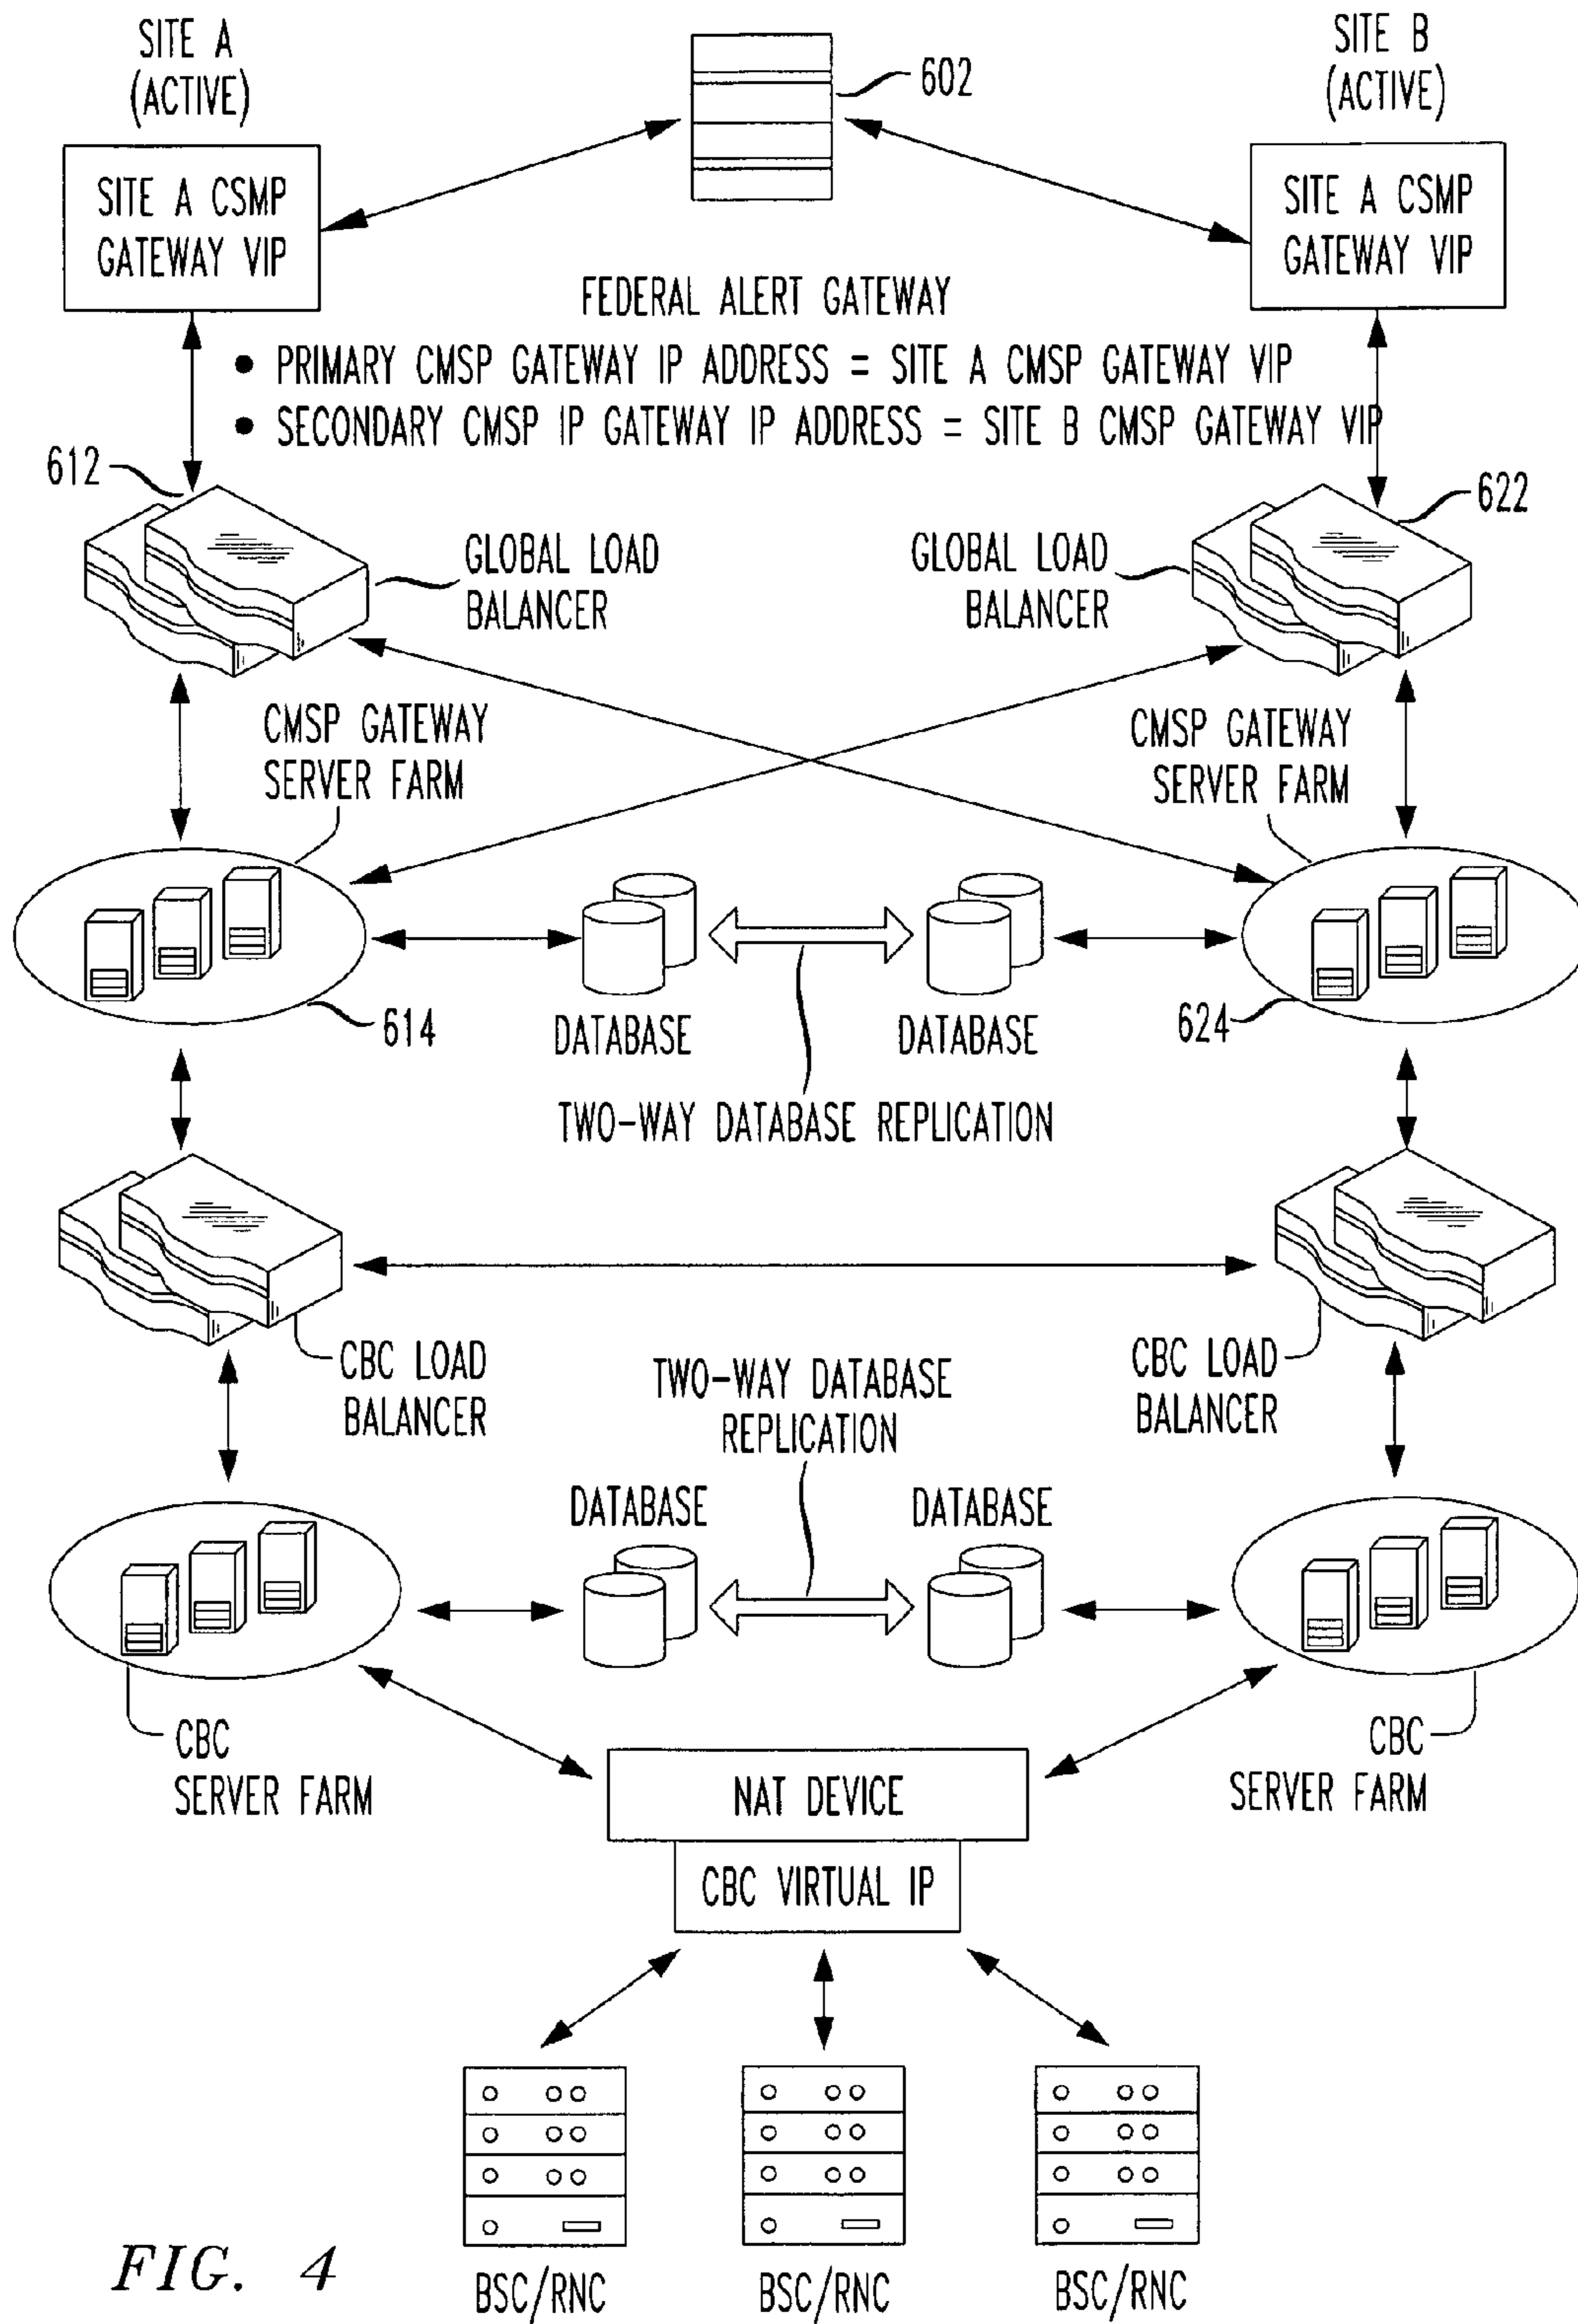 SITE A
(ACTIVE)
602
SITE B
(ACTIVE)
SITE A CSMP
GATEWAY VIP
SITE A CSMP
GATEWAY VIP
FEDERAL ALERT GATEWAY
• PRIMARY CMSP GATEWAY IP ADDRESS = SITE A CMSP GATEWAY VIP
• SECONDARY CMSP IP GATEWAY IP ADDRESS = SITE B CMSP GATEWAY VIP
612
622
GLOBAL LOAD
BALANCER
GLOBAL LOAD
BALANCER
CMSP GATEWAY
SERVER FARM
CMSP GATEWAY
SERVER FARM
614
DATABASE
DATABASE
624
TWO-WAY DATABASE REPLICATION
CBC LOAD
BALANCER
TWO-WAY DATABASE
REPLICATION
CBC LOAD
BALANCER
DATABASE
DATABASE
CBC
SERVER FARM
CBC
SERVER FARM
NAT DEVICE
CBC VIRTUAL IP
BSC/RNC
BSC/RNC
BSC/RNC
FIG. 4